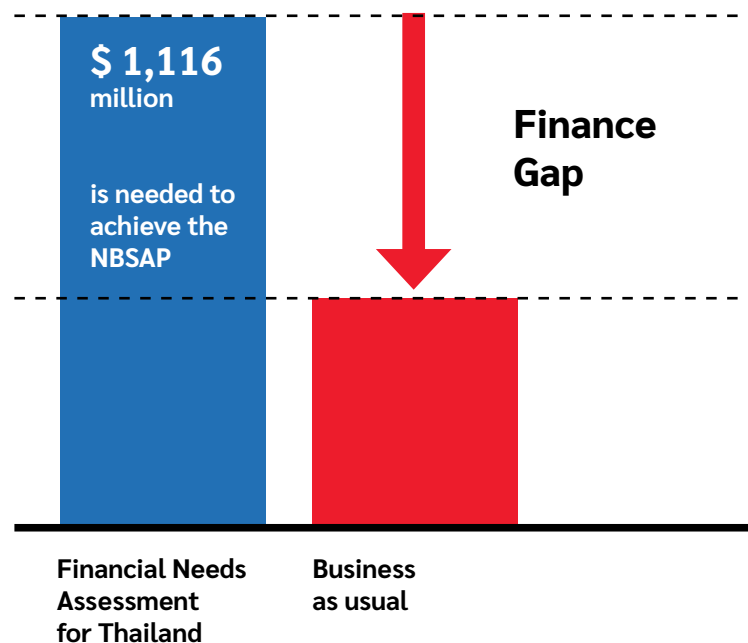 $ 1,116
million
is needed to
achieve the
NBSAP
Finance
Gap
Financial Needs
Assessment
for Thailand
Business
as usual